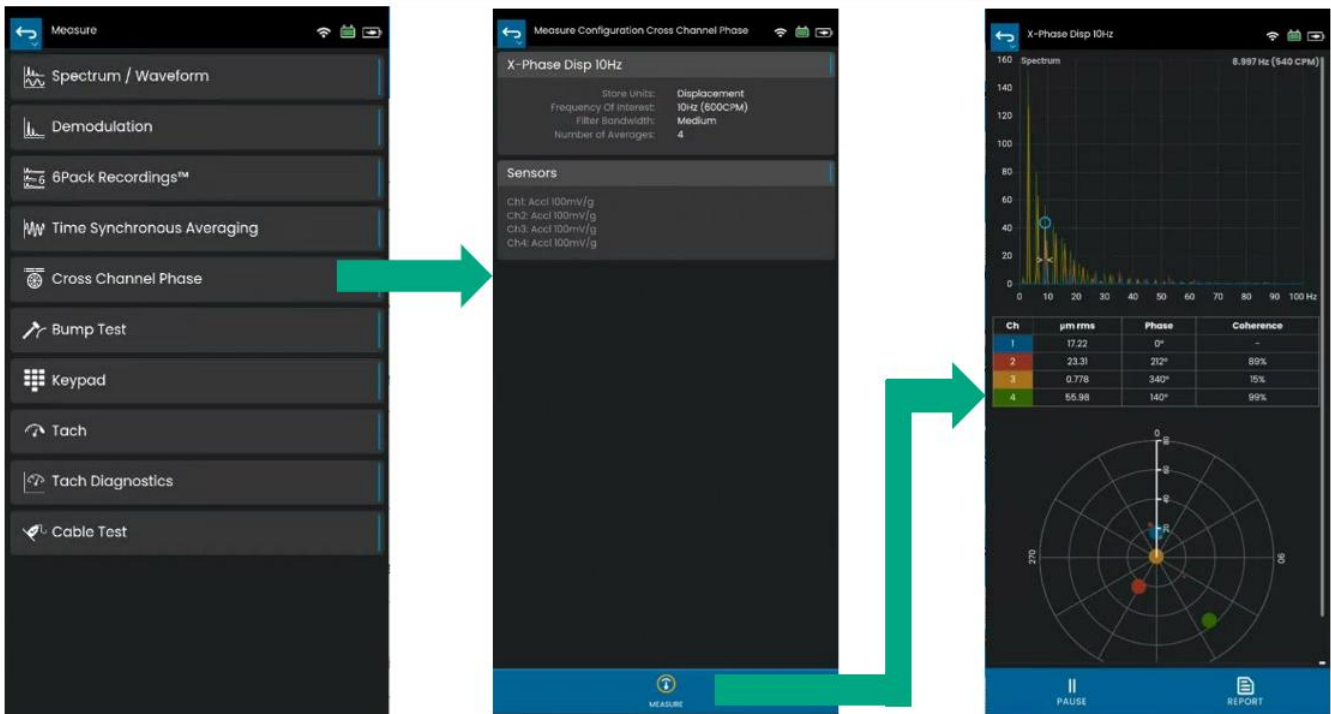 Measure
Spectrum / Waveform
Demodulation
6
6Pack Recordings™
Time Synchronous Averaging
Cross Channel Phase
Bump Test
Keypad
Tach
Tach Diagnostics
Cable Test
Measure Configuration Cross Channel Phase
X-Phase Disp 10Hz
Store Units: Displacement
Frequency Of Interest: 10Hz (600CPM)
Filter Bandwidth: Medium
Number of Averages: 4
Sensors
Ch1: Accl 100mV/g
Ch2: Accl 100mV/g
Ch3: Accl 100mV/g
Ch4: Accl 100mV/g
MEASURE
X-Phase Disp 10Hz
160 Spectrum 8.997 Hz (540 CPM)
140
120
100
80
60
40
20
0
0 10 20 30 40 50 60 70 80 90 100 Hz
Ch µm rms Phase Coherence
1 17.22 0° -
2 23.31 212° 89%
3 0.778 340° 15%
4 55.98 140° 99%
0
80
60
40
20
270
90
PAUSE
REPORT